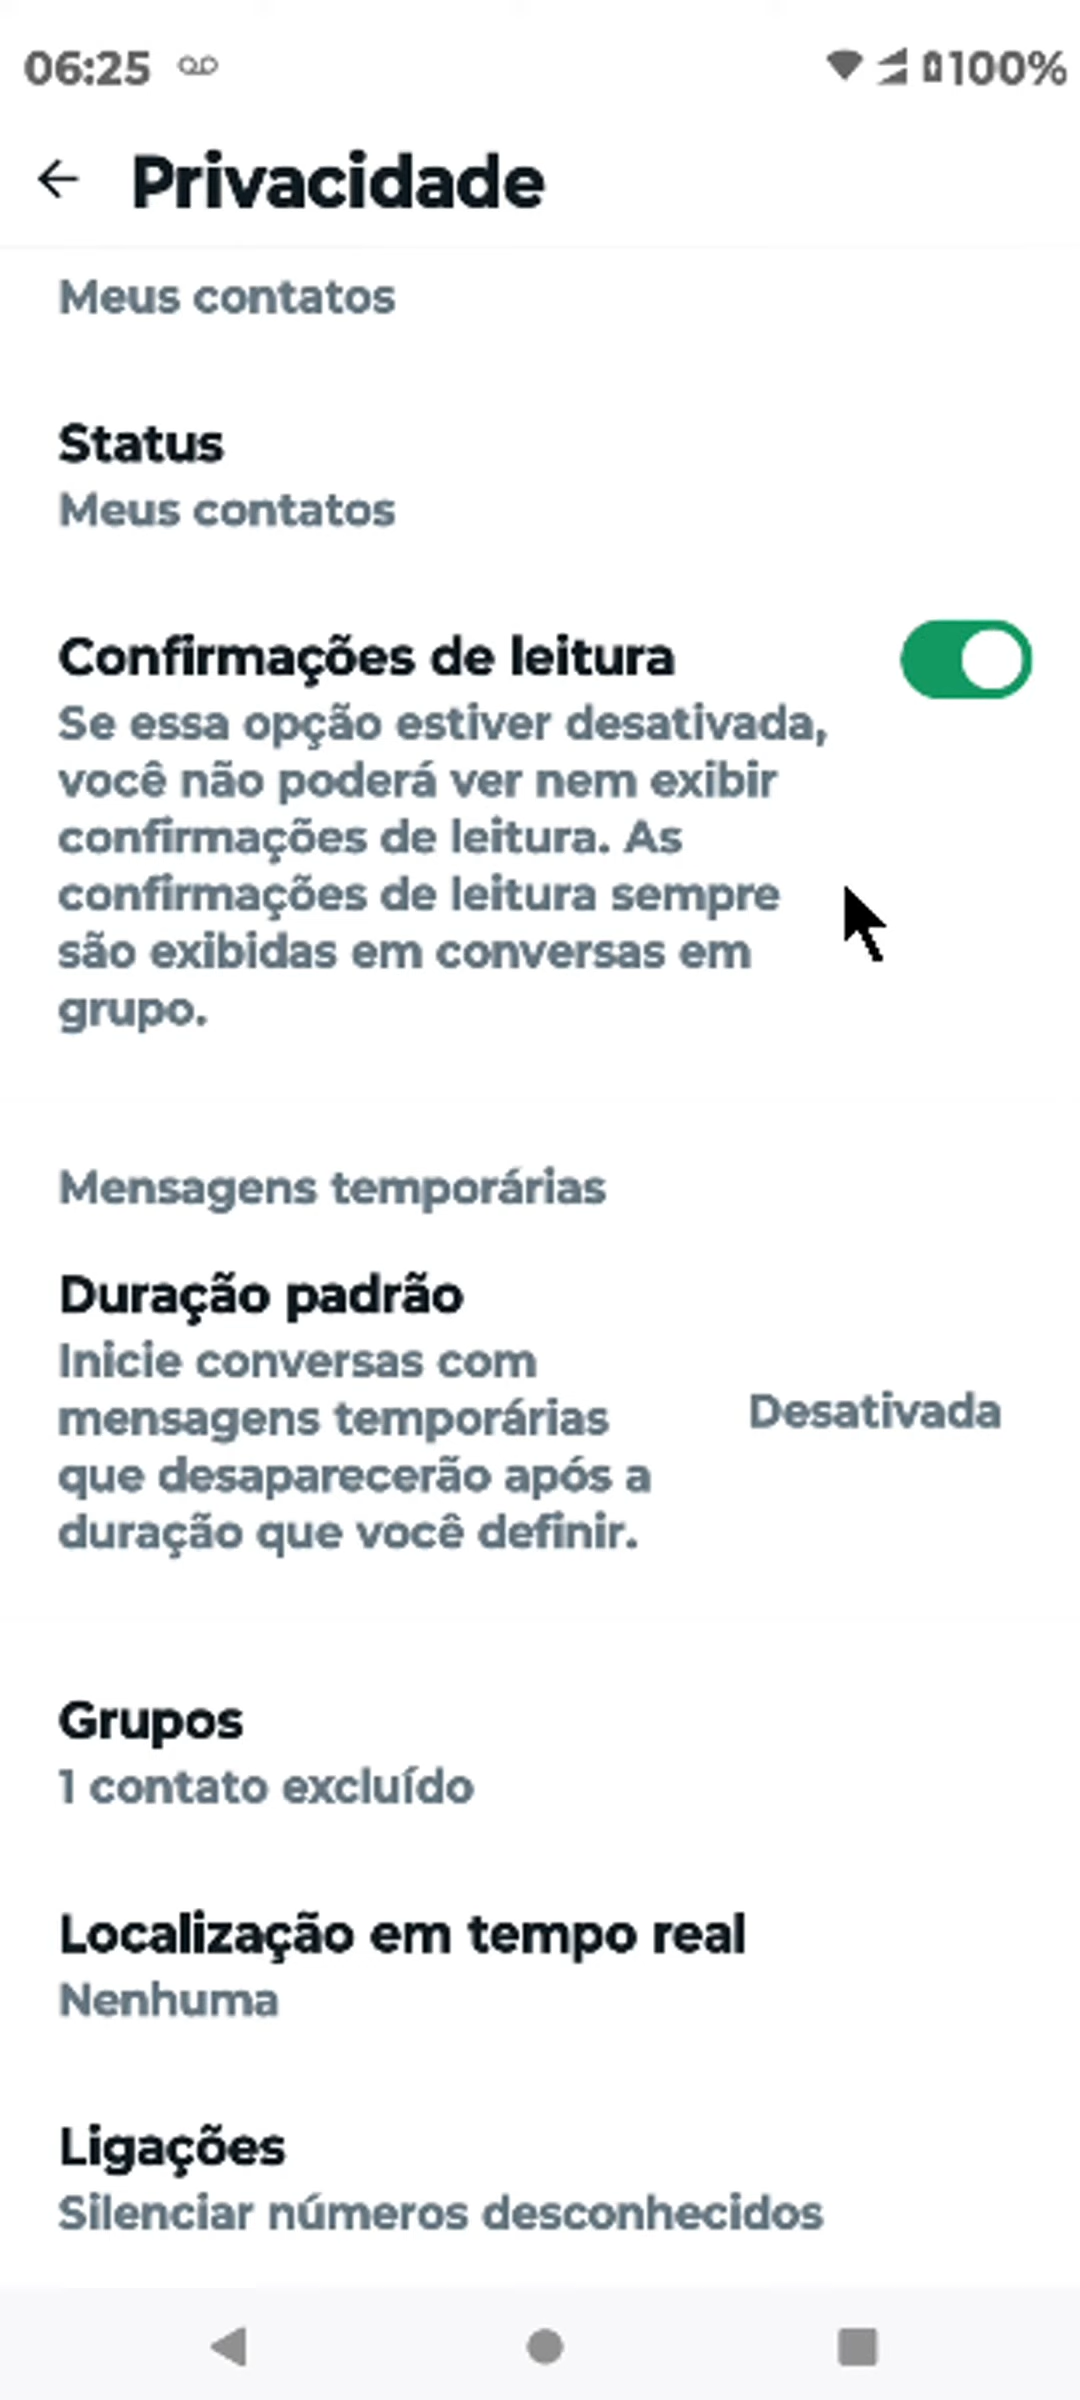 06:25
100%
Privacidade
Meus contatos
Status
Meus contatos
Confirmações de leitura
Se essa opção estiver desativada,
você não poderá ver nem exibir
confirmações de leitura. As
confirmações de leitura sempre
são exibidas em conversas em
grupo.
Mensagens temporárias
Duração padrão
Inicie conversas com
mensagens temporárias
que desaparecerão após a
duração que você definir.
Desativada
Grupos
1 contato excluído
Localização em tempo real
Nenhuma
Ligações
Silenciar números desconhecidos